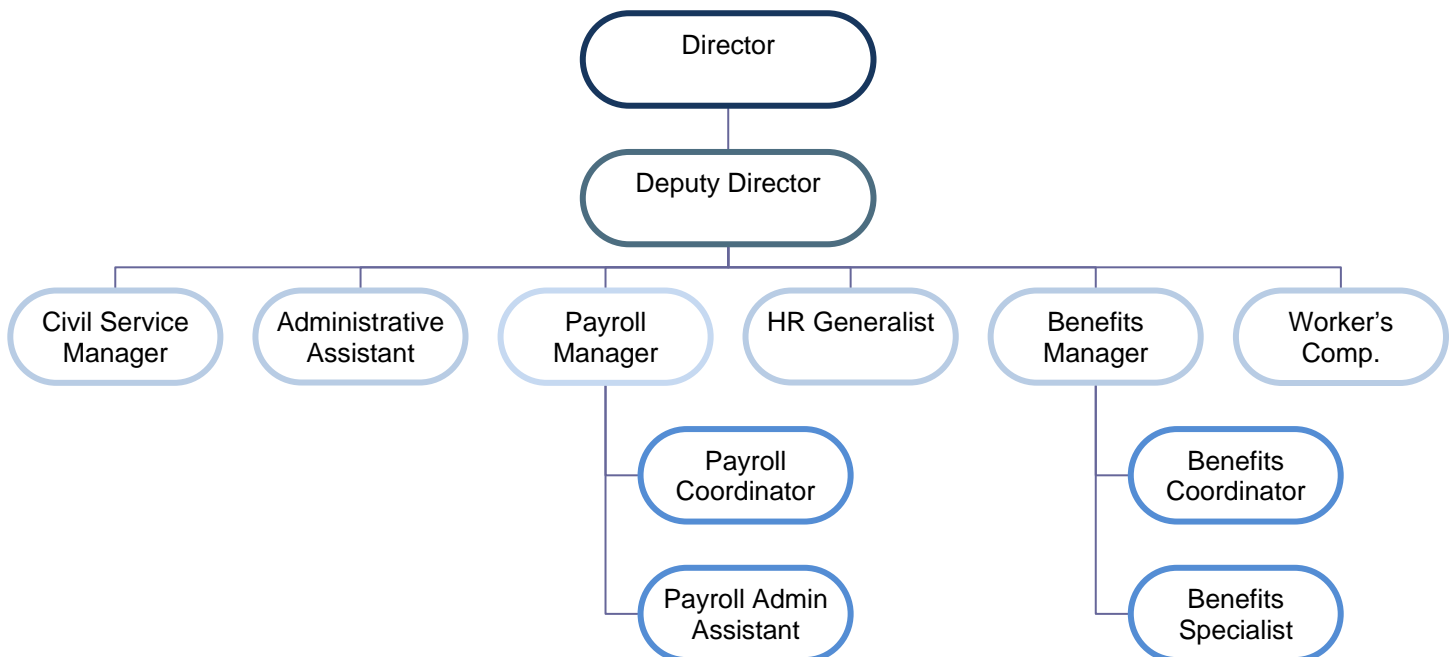 Director
Deputy Director
Civil Service
Manager
Administrative
Assistant
Payroll
Manager
HR Generalist
Benefits
Manager
Worker’s
Comp.
Payroll
Coordinator
Benefits
Coordinator
Payroll Admin
Assistant
Benefits
Specialist